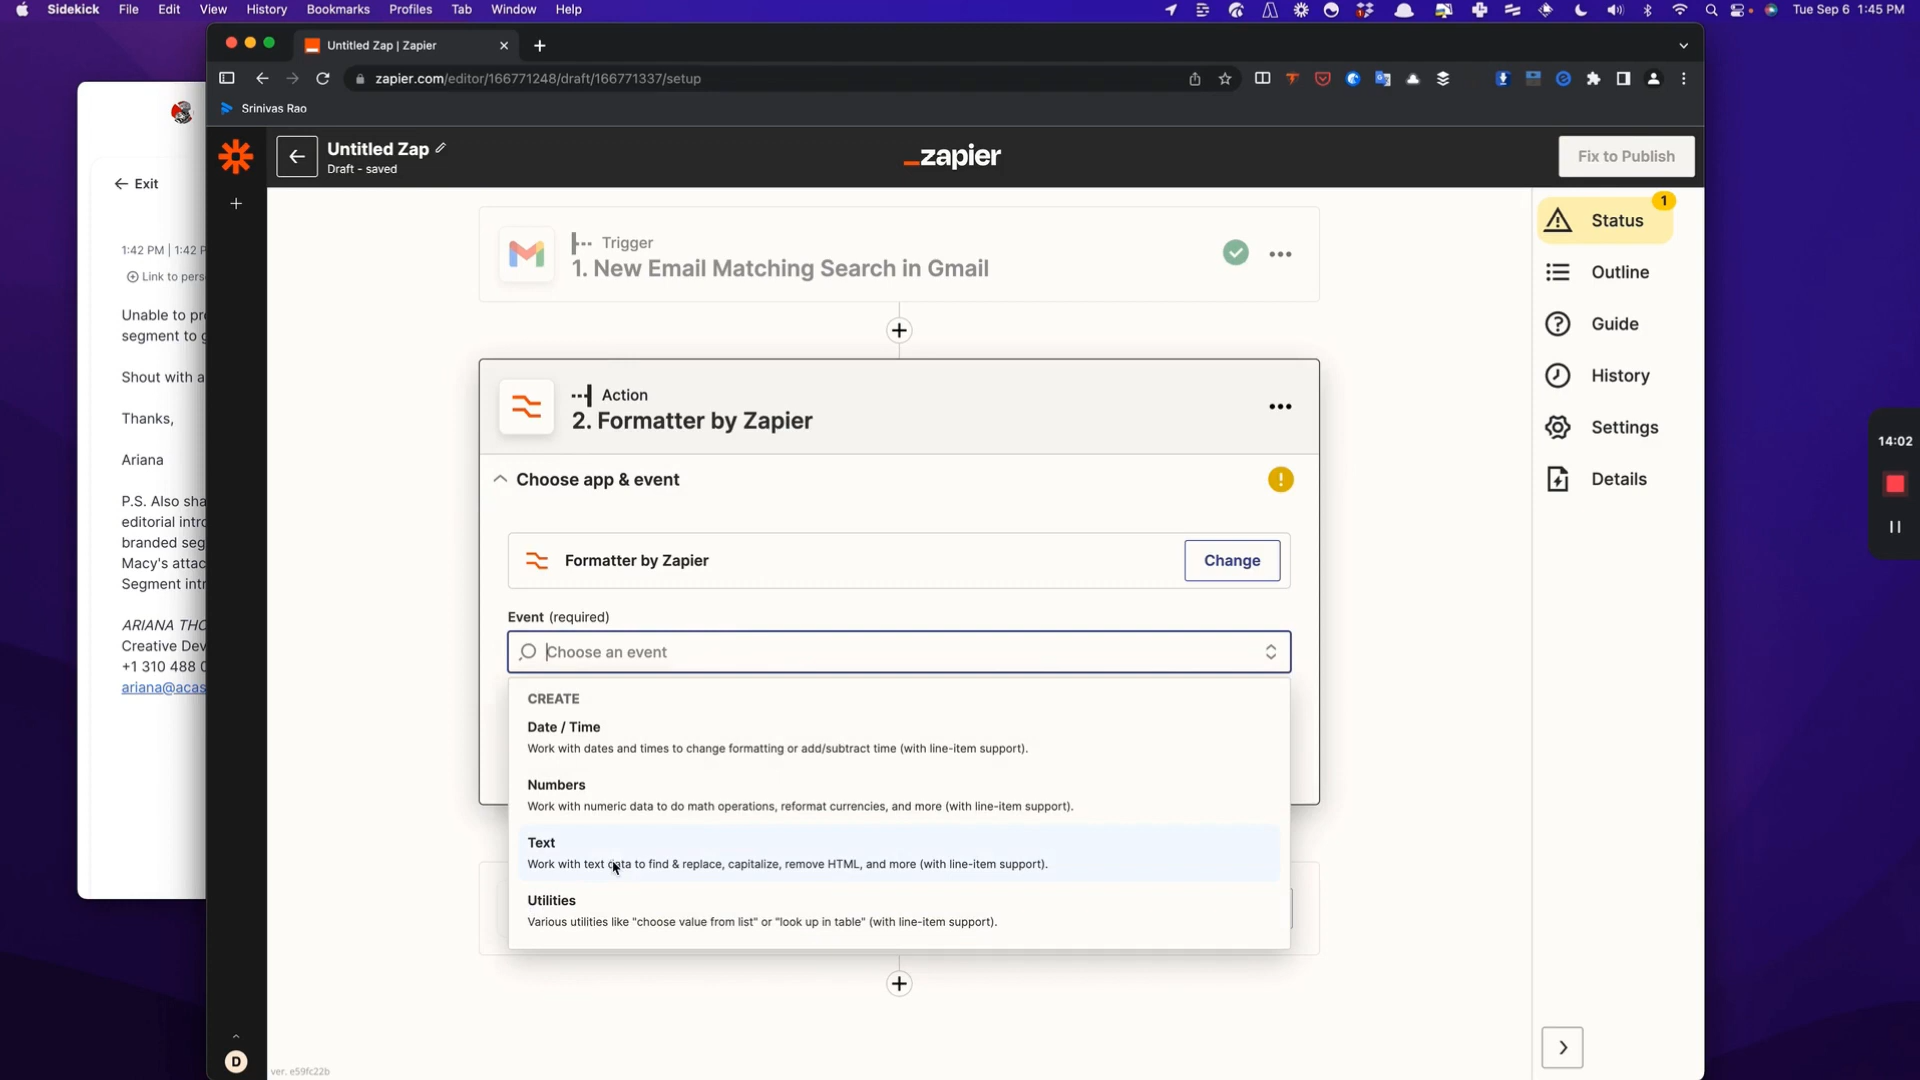 Sidekick File Edit View History Bookmarks Profiles Tab Window Help
Tue Sep 6 1:45 PM
Untitled Zap | Zapier
zapier.com/editor/166771248/draft/166771337/setup
Srinivas Rao
Untitled Zap
Draft - saved
zapier
Fix to Publish
Exit
1:42 PM | 1:42 P
Link to pers
Unable to pr
segment to g
Shout with a
Thanks,
Ariana
P.S. Also sha
editorial intro
branded seg
Macy's attac
Segment intr
ARIANA THO
Creative Dev
+1 310 488 0
ariana@acas
Trigger
1. New Email Matching Search in Gmail
Action
2. Formatter by Zapier
Choose app & event
Formatter by Zapier
Change
Event (required)
Choose an event
CREATE
Date / Time
Work with dates and times to change formatting or add/subtract time (with line-item support).
Numbers
Work with numeric data to do math operations, reformat currencies, and more (with line-item support).
Text
Work with text data to find & replace, capitalize, remove HTML, and more (with line-item support).
Utilities
Various utilities like "choose value from list" or "look up in table" (with line-item support).
1
Status
Outline
Guide
History
Settings
Details
14:02
D
ver. e59fc22b